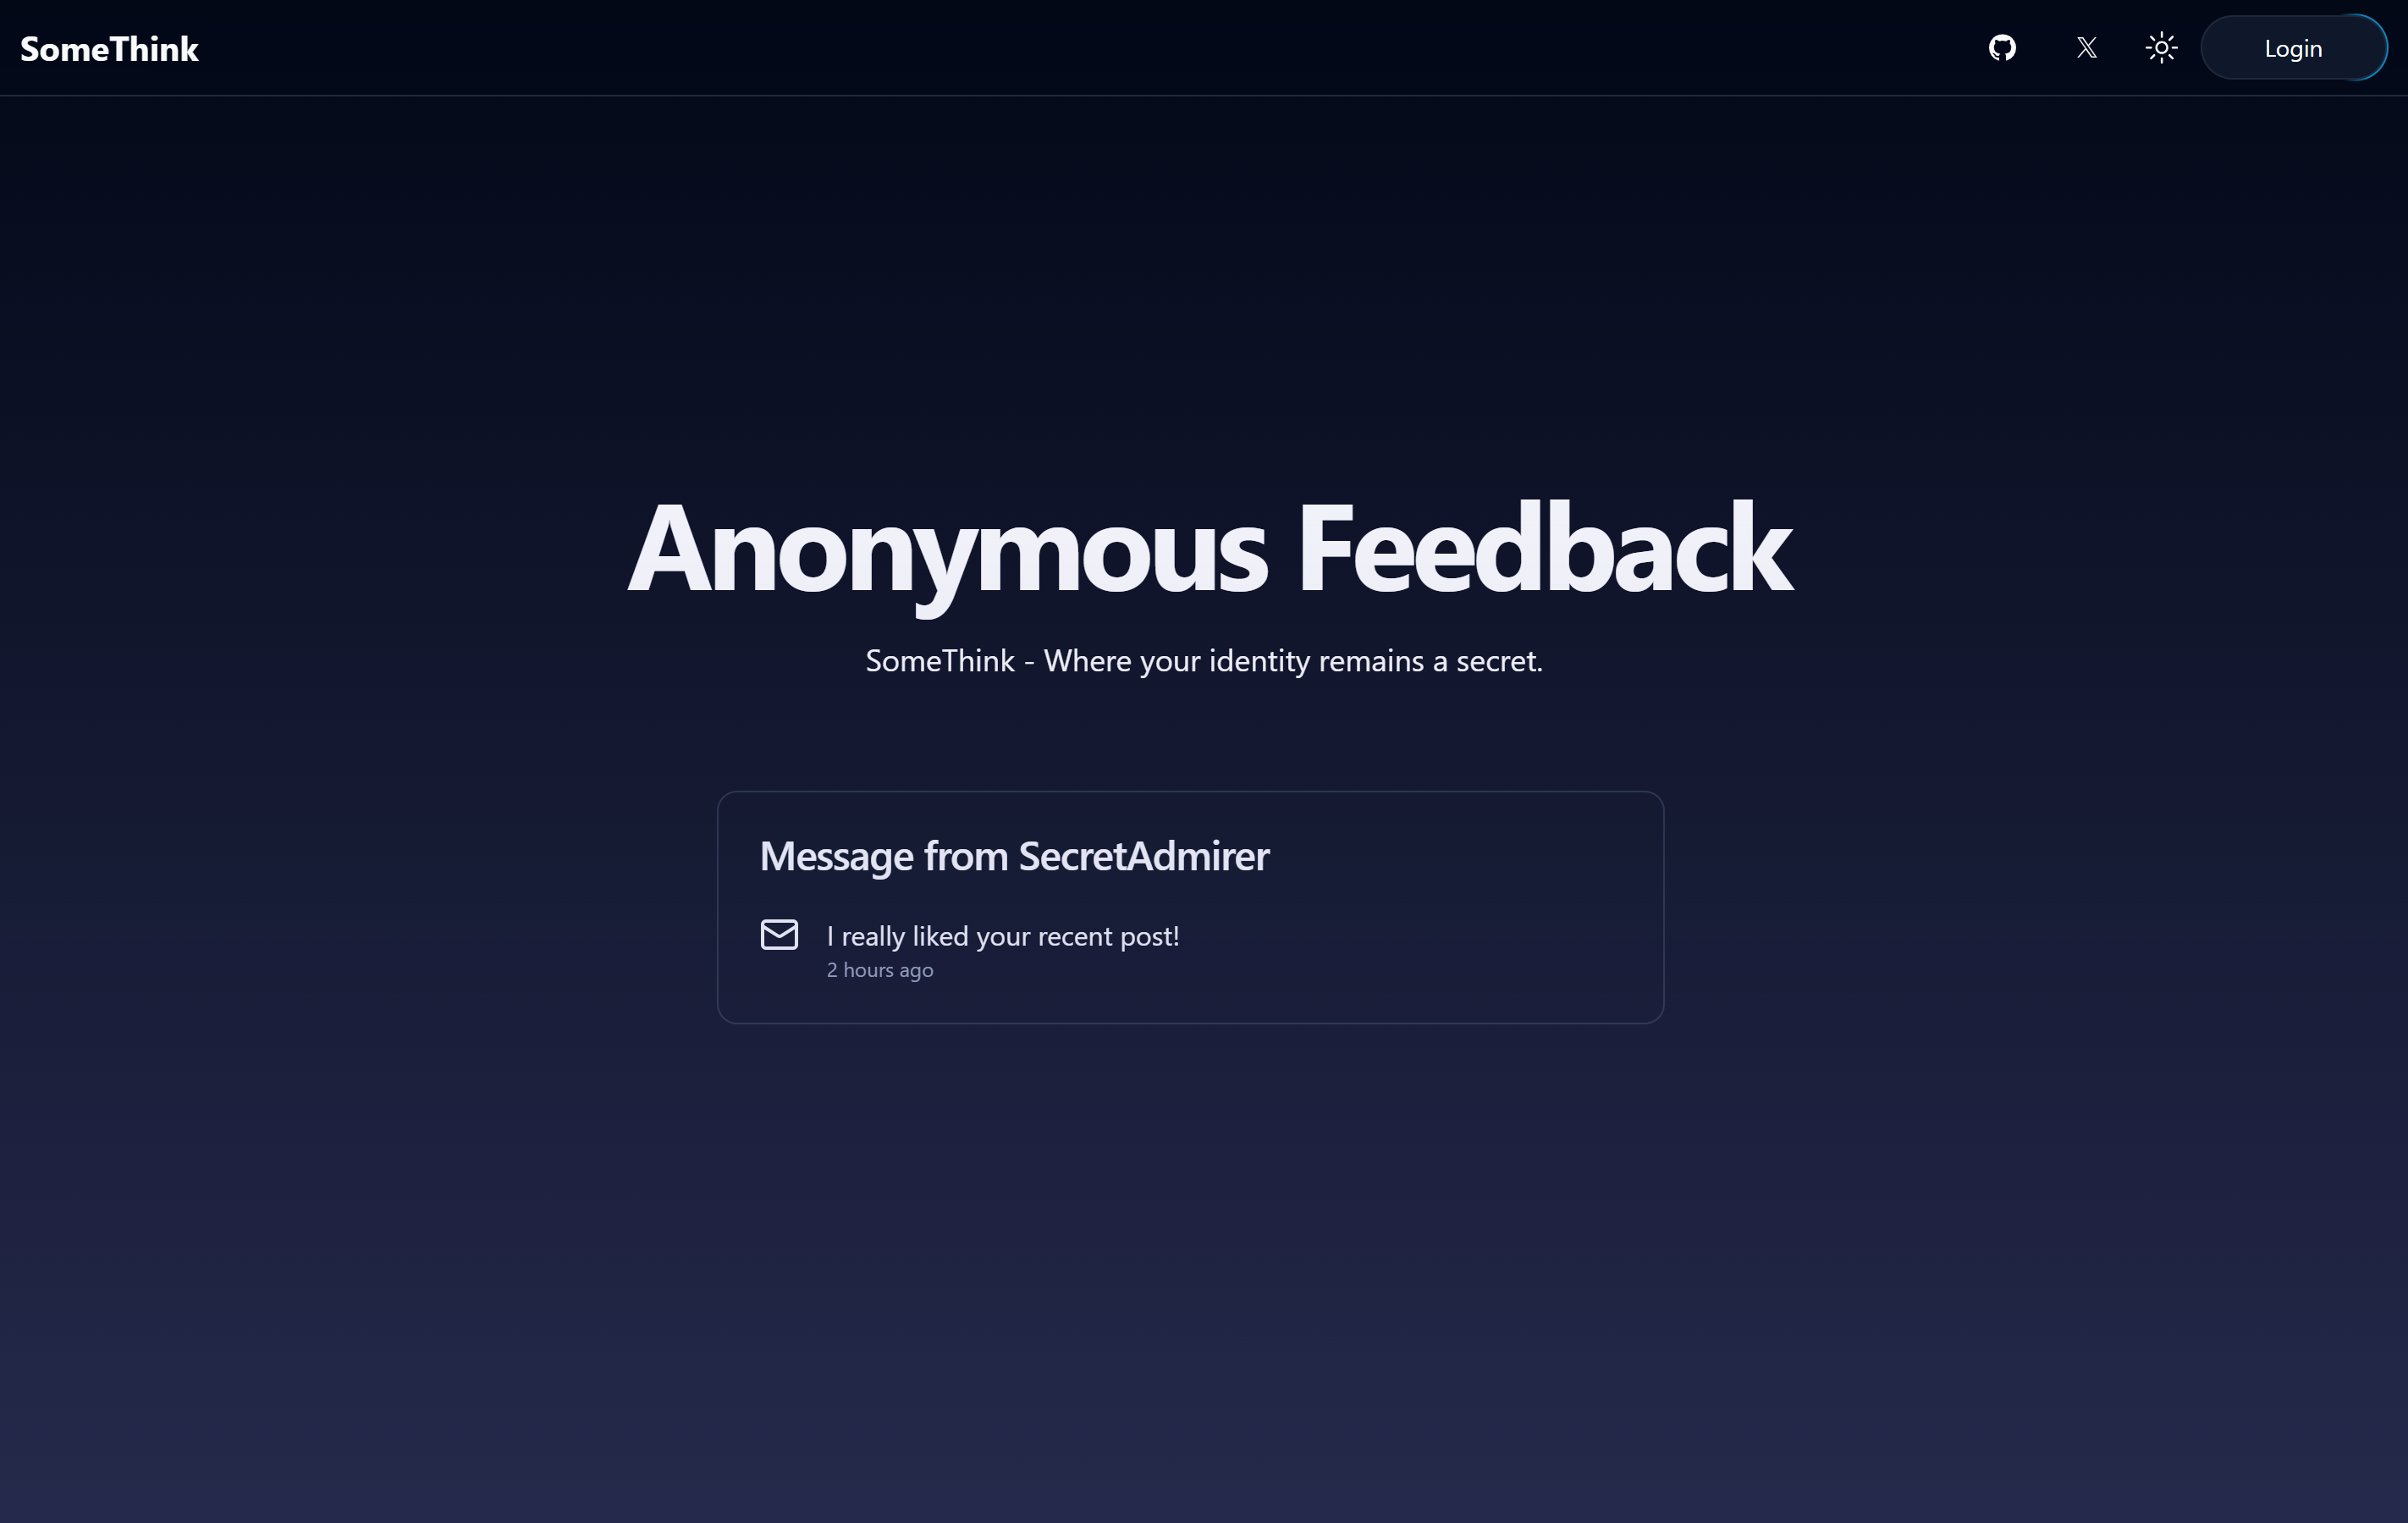 SomeThink
Login
Anonymous Feedback
SomeThink - Where your identity remains a secret.
Message from SecretAdmirer
I really liked your recent post!
2 hours ago